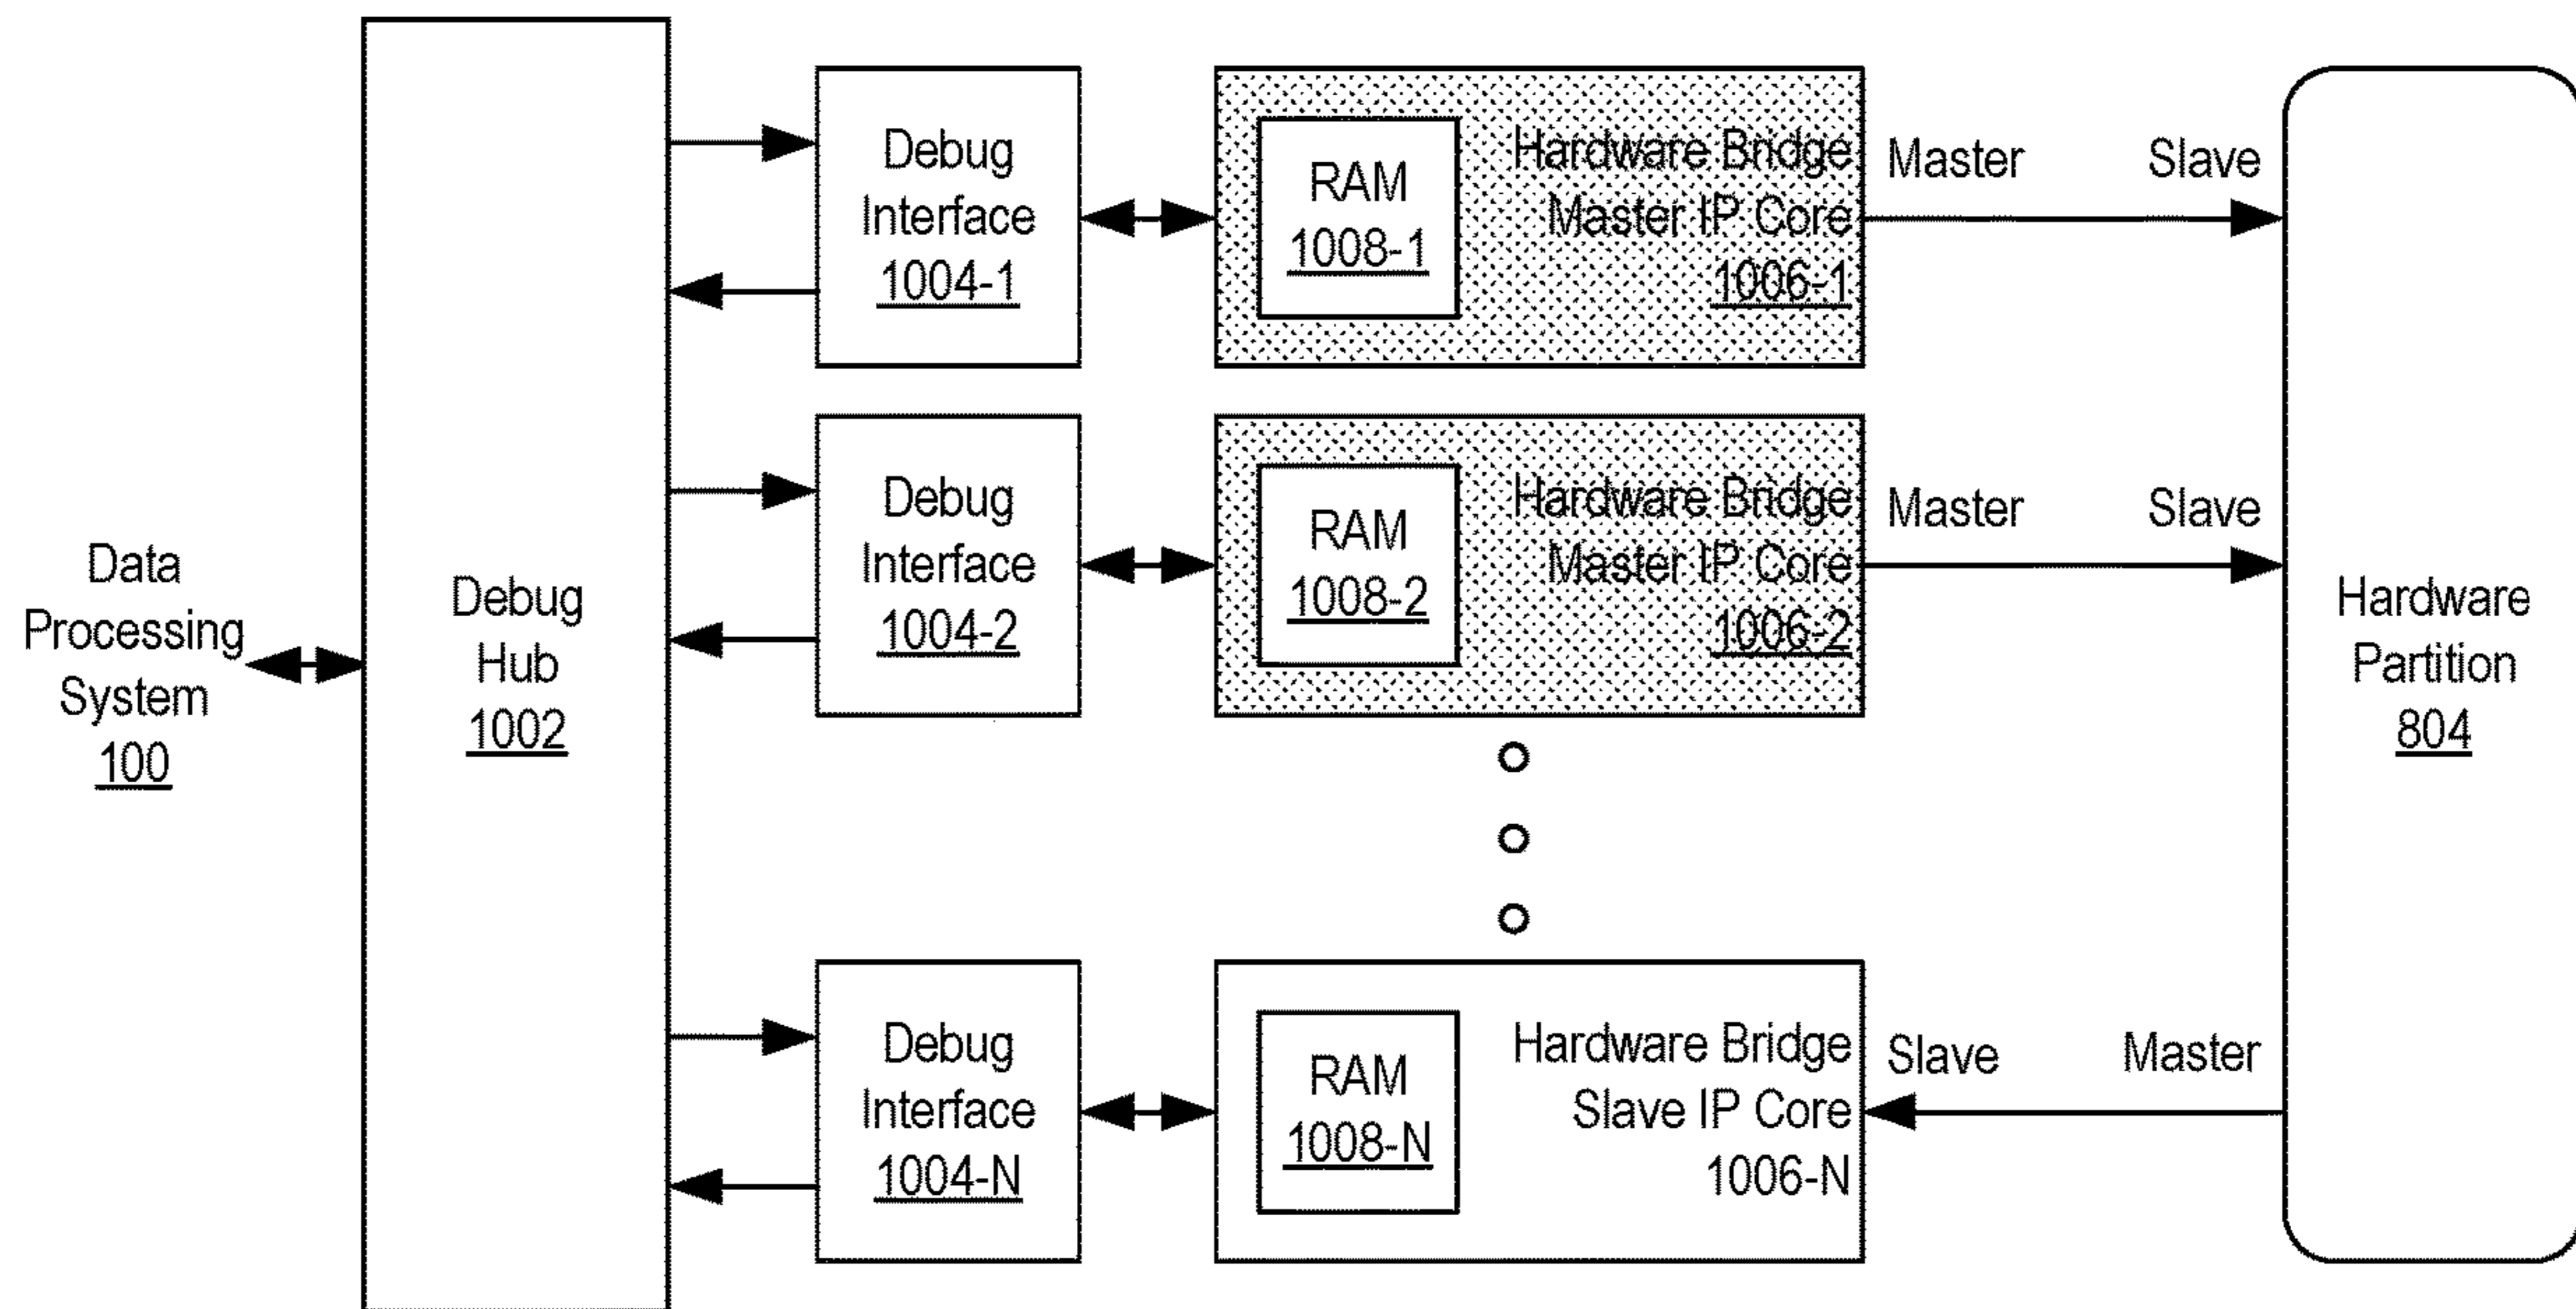 Data
Processing
System
100
Debug
Hub
1002
Debug
Interface
1004-1
RAM
1008-1
Hardware Bridge
Master IP Core
1006-1
Master
Slave
Debug
Interface
1004-2
RAM
1008-2
Hardware Bridge
Master IP Core
1006-2
Master
Slave
Debug
Interface
1004-N
RAM
1008-N
Hardware Bridge
Slave IP Core
1006-N
Slave
Master
Hardware
Partition
804